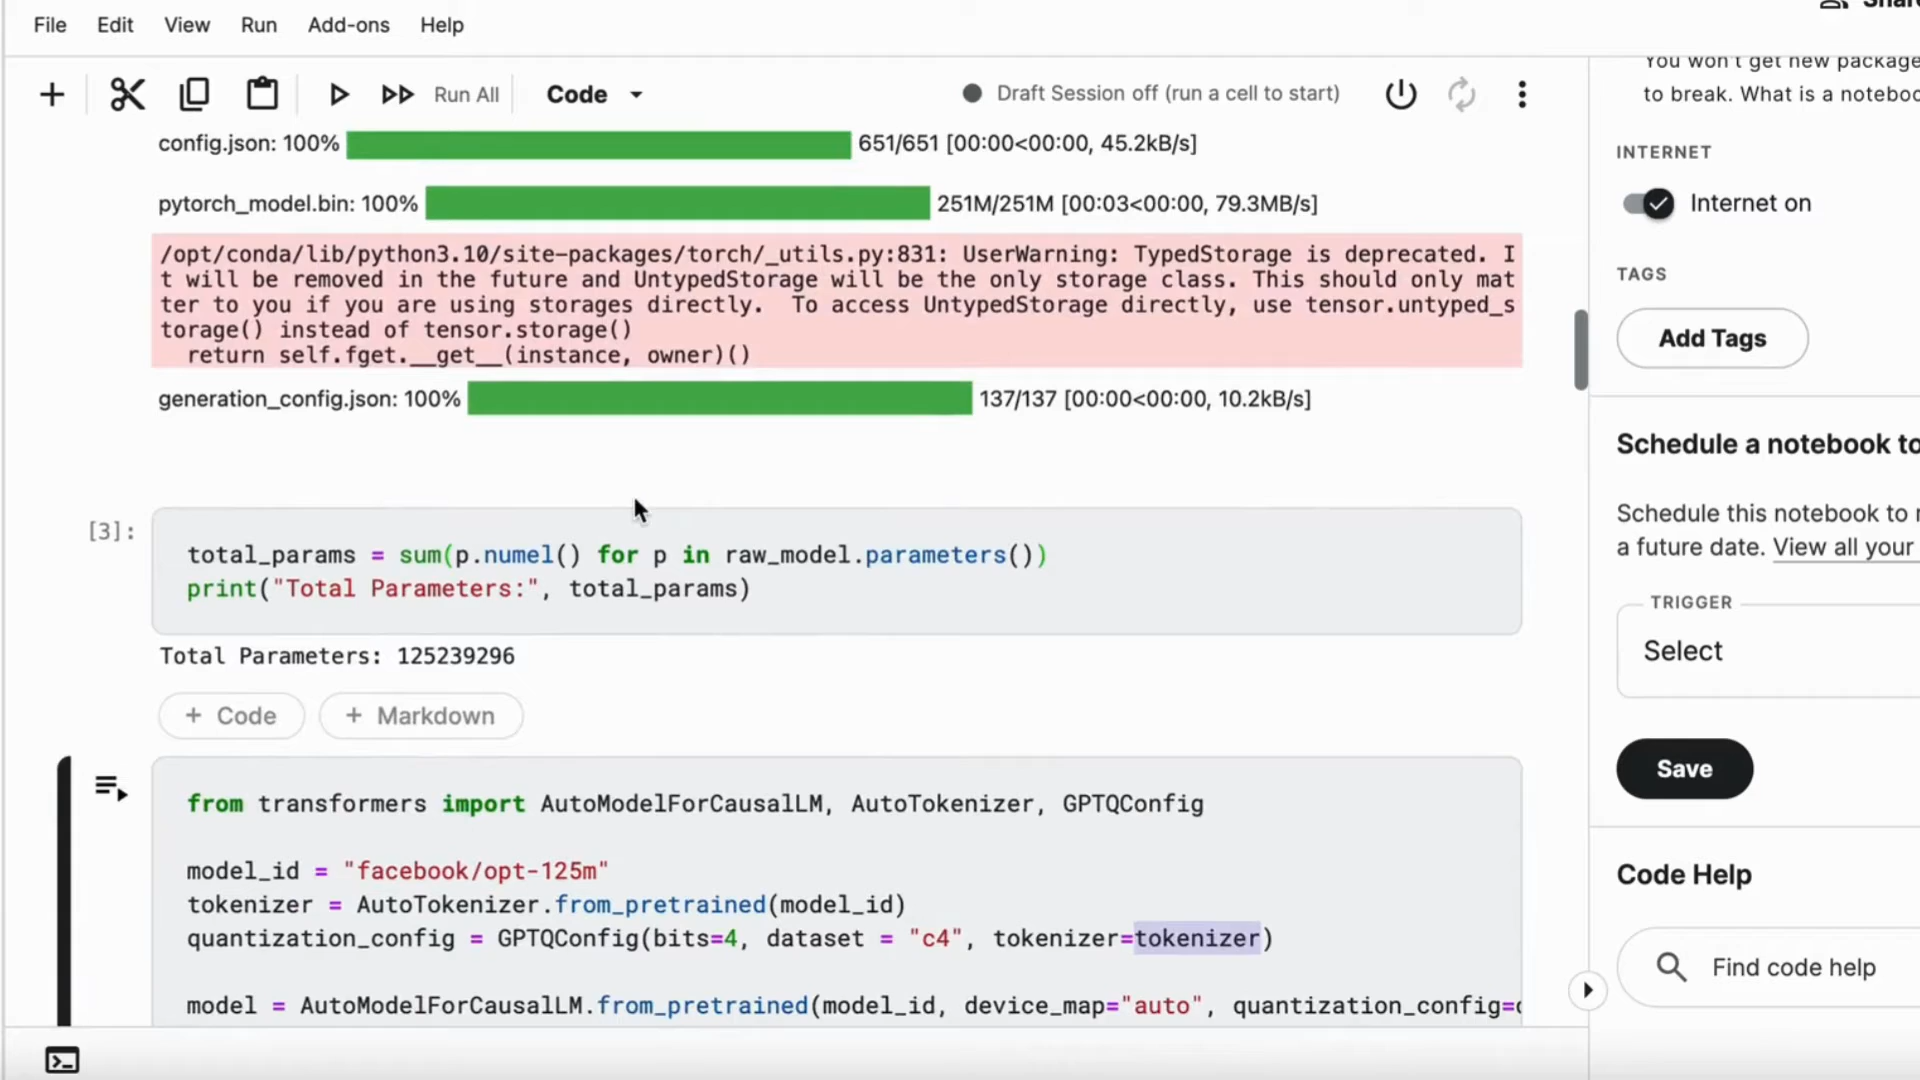 File Edit View Run Add-ons Help
Run All Code Draft Session off (run a cell to start)
config.json: 100% 651/651 [00:00<00:00, 45.2kB/s]
pytorch_model.bin: 100% 251M/251M [00:03<00:00, 79.3MB/s]
/opt/conda/lib/python3.10/site-packages/torch/_utils.py:831: UserWarning: TypedStorage is deprecated. I
t will be removed in the future and UntypedStorage will be the only storage class. This should only mat
ter to you if you are using storages directly.  To access UntypedStorage directly, use tensor.untyped_s
torage() instead of tensor.storage()
  return self.fget.__get__(instance, owner)()
generation_config.json: 100% 137/137 [00:00<00:00, 10.2kB/s]
[3]:
total_params = sum(p.numel() for p in raw_model.parameters())
print("Total Parameters:", total_params)
Total Parameters: 125239296
+ Code + Markdown
from transformers import AutoModelForCausalLM, AutoTokenizer, GPTQConfig
model_id = "facebook/opt-125m"
tokenizer = AutoTokenizer.from_pretrained(model_id)
quantization_config = GPTQConfig(bits=4, dataset = "c4", tokenizer=tokenizer)
model = AutoModelForCausalLM.from_pretrained(model_id, device_map="auto", quantization_config=
You won't get new package
to break. What is a noteboo
INTERNET
Internet on
TAGS
Add Tags
Schedule a notebook to
Schedule this notebook to
a future date. View all your
TRIGGER
Select
Save
Code Help
Find code help